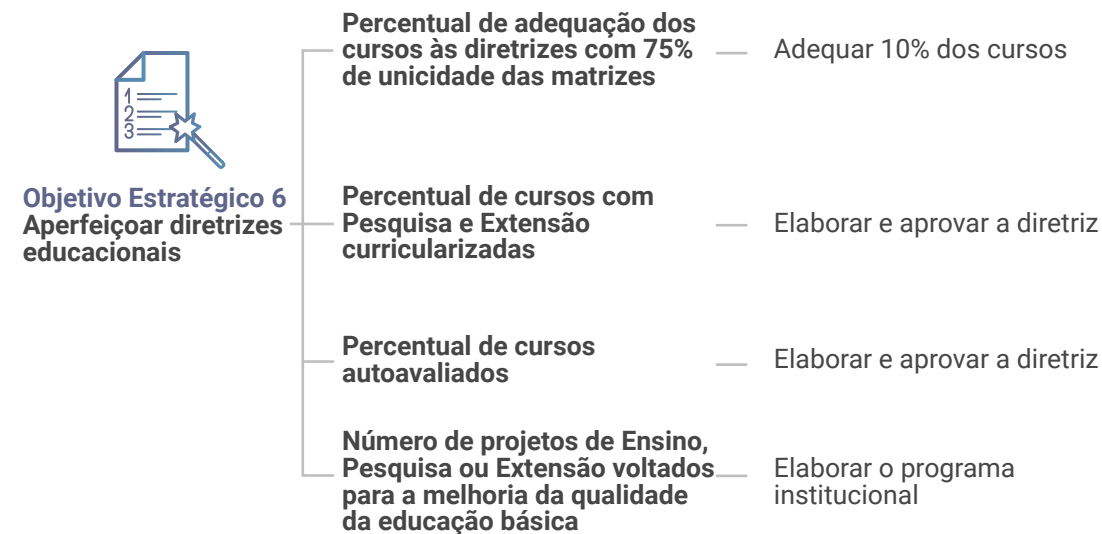 1
2
3
Objetivo Estratégico 6
Aperfeiçoar diretrizes
educacionais
Percentual de adequação dos
cursos às diretrizes com 75%
de unicidade das matrizes
Adequar 10% dos cursos
Percentual de cursos com
Pesquisa e Extensão
curricularizadas
Elaborar e aprovar a diretriz
Percentual de cursos
autoavaliados
Elaborar e aprovar a diretriz
Número de projetos de Ensino,
Pesquisa ou Extensão voltados
para a melhoria da qualidade
da educação básica
Elaborar o programa
institucional